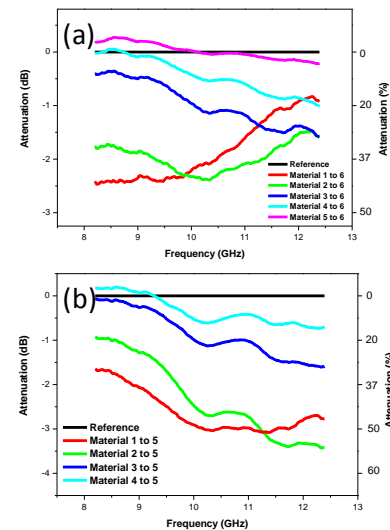 (a)
Attenuation (dB)
0
-1
-2
-3
Attenuation (%)
0
20
37
50
Reference
Material 1 to 6
Material 2 to 6
Material 3 to 6
Material 4 to 6
Material 5 to 6
7 8 9 10 11 12 13
Frequency (GHz)
(b)
Attenuation (dB)
0
-1
-2
-3
-4
Attenuation (%)
0
20
37
50
60
Reference
Material 1 to 5
Material 2 to 5
Material 3 to 5
Material 4 to 5
7 8 9 10 11 12 13
Frequency (GHz)